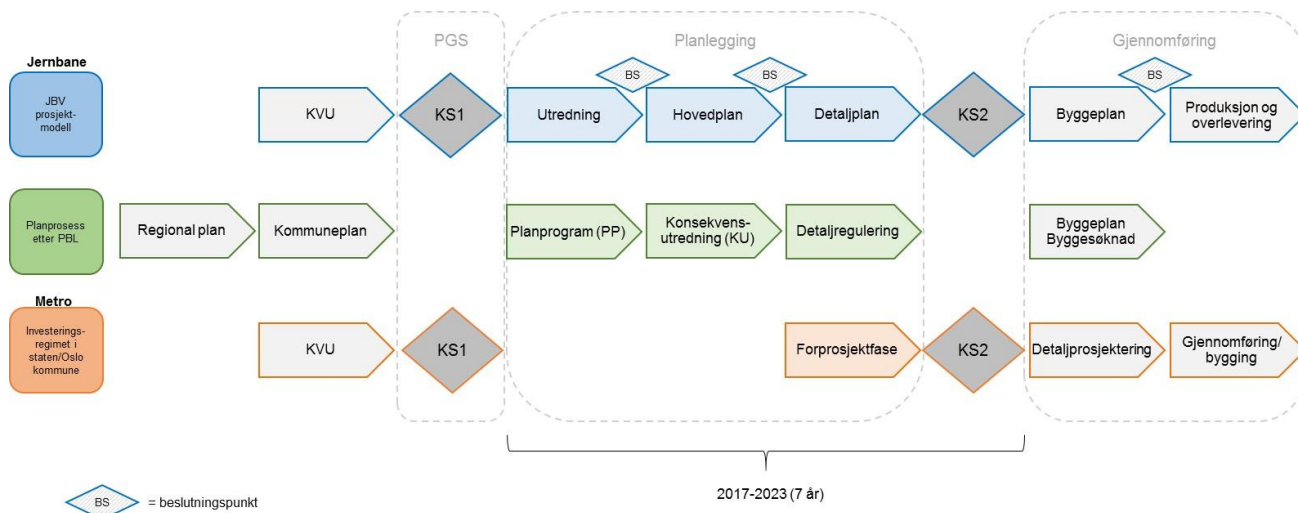 PGS
Planlegging
Gjennomføring
Jernbane
JBV
prosjekt-
modell
KVU
KS1
Utredning
BS
Hovedplan
BS
Detaljplan
KS2
Byggeplan
BS
Produksjon og
overlevering
Planprosess
etter PBL
Regional plan
Kommuneplan
Planprogram (PP)
Konsekvens-
utredning (KU)
Detaljregulering
Byggeplan
Byggesøknad
Metro
Investerings-
regimet i
staten/Oslo
kommune
KVU
KS1
Forprosjektfase
KS2
Detaljprosjektering
Gjennomføring/
bygging
2017-2023 (7 år)
BS
= beslutningspunkt